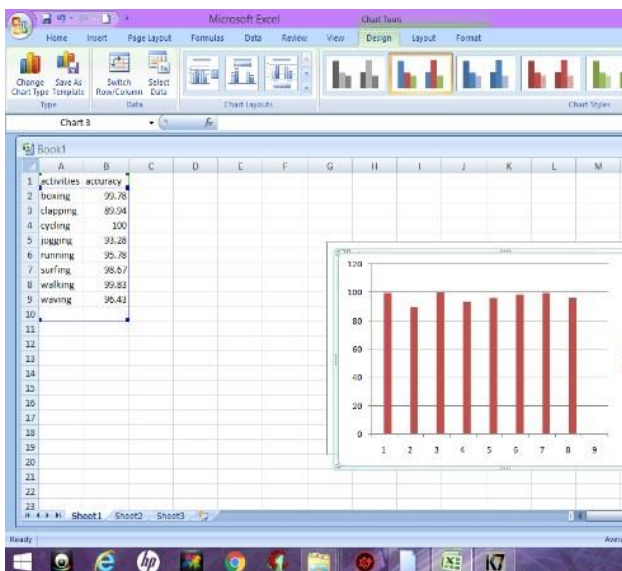 Microsoft Excel
Chart Tools
Home Insert Page Layout Formulas Data Review View Design Layout Format
Change Chart Type
Save As Template
Switch Row/Column
Select Data
Type
Data
Chart Layouts
Chart Styles
Chart 3
fx
Book1
A B C D E F G H I J K L M
1 activities accuracy
2 boxing 99.78
3 clapping 89.94
4 cycling 100
5 jogging 93.28
6 running 95.78
7 surfing 98.67
8 walking 99.83
9 waving 96.43
10
11
12
13
14
15
16
17
18
19
20
21
22
23
120
100
80
60
40
20
0
1 2 3 4 5 6 7 8 9
Sheet1 Sheet2 Sheet3
Ready
hp